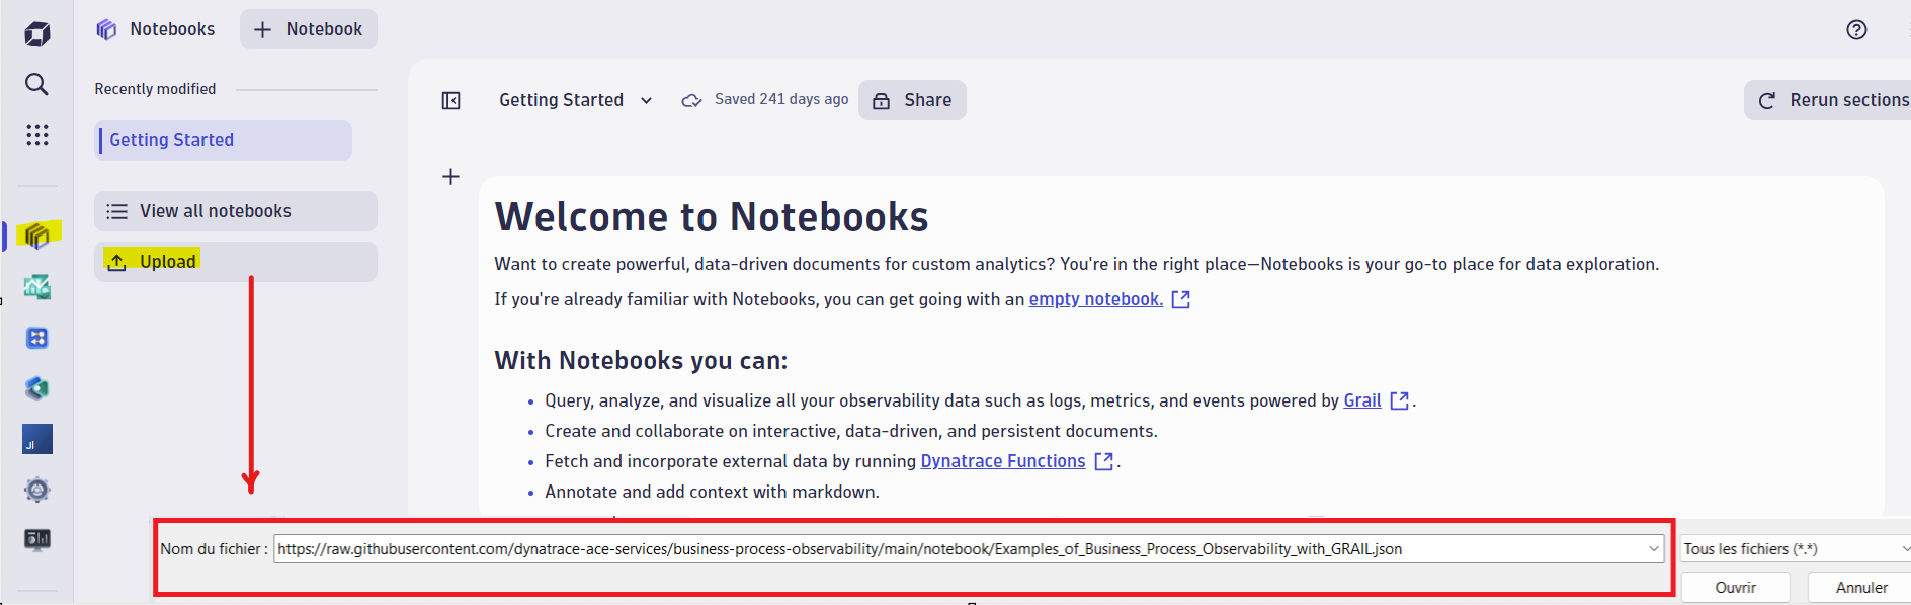 Notebooks
Notebook
Recently modified
Getting Started
Saved 241 days ago
Share
Rerun sections
Getting Started
View all notebooks
Upload
Welcome to Notebooks
Want to create powerful, data-driven documents for custom analytics? You're in the right place—Notebooks is your go-to place for data exploration.
If you're already familiar with Notebooks, you can get going with an empty notebook.
With Notebooks you can:
• Query, analyze, and visualize all your observability data such as logs, metrics, and events powered by Grail.
• Create and collaborate on interactive, data-driven, and persistent documents.
• Fetch and incorporate external data by running Dynatrace Functions.
• Annotate and add context with markdown.
Nom du fichier : https://raw.githubusercontent.com/dynatrace-ace-services/business-process-observability/main/notebook/Examples_of_Business_Process_Observability_with_GRAIL.json
Tous les fichiers (*.*)
Ouvrir
Annuler